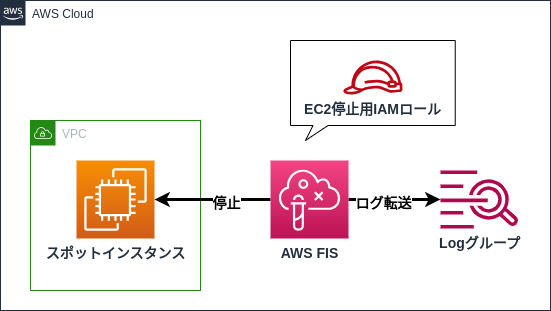 aws
AWS Cloud
EC2停止用IAMロール
VPC
停止
ログ転送
スポットインスタンス
AWS FIS
Logグループ